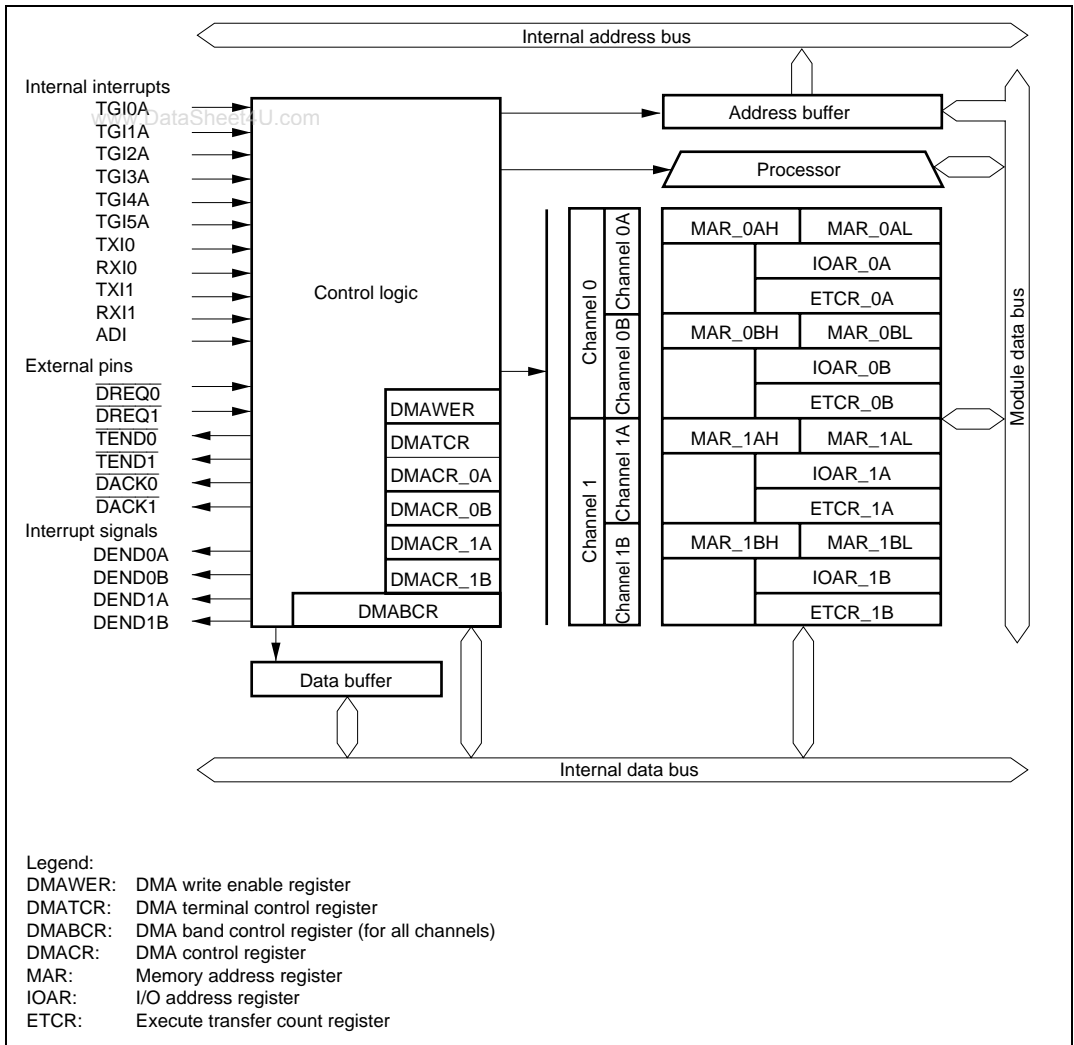 Internal address bus
Internal interrupts
TGI0A
www.DataSheet4U.com
TGI1A
TGI2A
TGI3A
TGI4A
TGI5A
TXI0
RXI0
TXI1
RXI1
ADI
External pins
DREQ0
DREQ1
TEND0
TEND1
DACK0
DACK1
Interrupt signals
DEND0A
DEND0B
DEND1A
DEND1B
Control logic
DMAWER
DMATCR
DMACR_0A
DMACR_0B
DMACR_1A
DMACR_1B
DMABCR
Data buffer
Address buffer
Processor
Channel 0
Channel 0A
Channel 0B
Channel 1
Channel 1A
Channel 1B
MAR_0AH MAR_0AL
IOAR_0A
ETCR_0A
MAR_0BH MAR_0BL
IOAR_0B
ETCR_0B
MAR_1AH MAR_1AL
IOAR_1A
ETCR_1A
MAR_1BH MAR_1BL
IOAR_1B
ETCR_1B
Module data bus
Internal data bus
Legend:
DMAWER: DMA write enable register
DMATCR: DMA terminal control register
DMABCR: DMA band control register (for all channels)
DMACR: DMA control register
MAR: Memory address register
IOAR: I/O address register
ETCR: Execute transfer count register